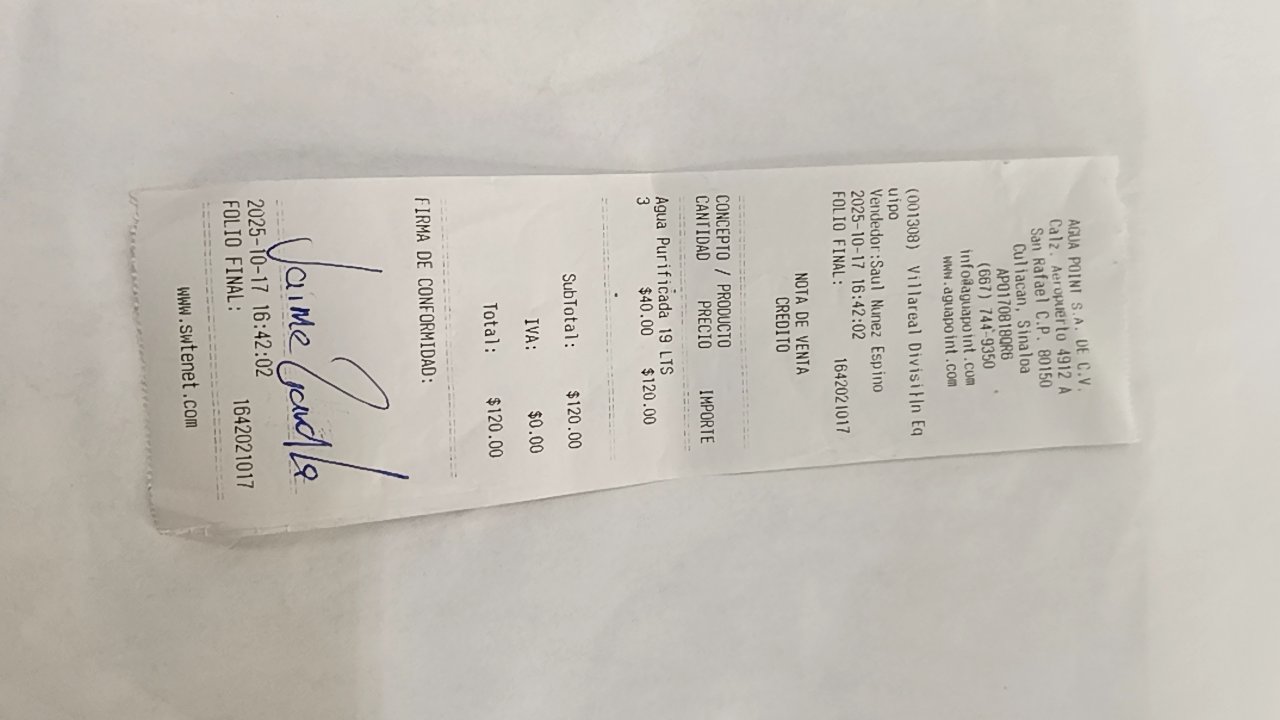 AGUA POINT S.A. DE C.V.
Calz. Aeropuerto 4912 A
San Rafael C.P. 80150
Culiacan, Sinaloa
APO170818QR6
(667) 744-9350
info@aguapoint.com
www.aguapoint.com
(001308) Villareal DivisiIn Eq
uipo
Vendedor:Saul Nunez Espino
2025-10-17 16:42:02
FOLIO FINAL: 1642021017
NOTA DE VENTA
CREDITO
CONCEPTO / PRODUCTO
CANTIDAD PRECIO IMPORTE
Agua Purificada 19 LTS
3 $40.00 $120.00
SubTotal: $120.00
IVA: $0.00
Total: $120.00
FIRMA DE CONFORMIDAD:
Jaime
2025-10-17 16:42:02
FOLIO FINAL: 1642021017
www.swtenet.com